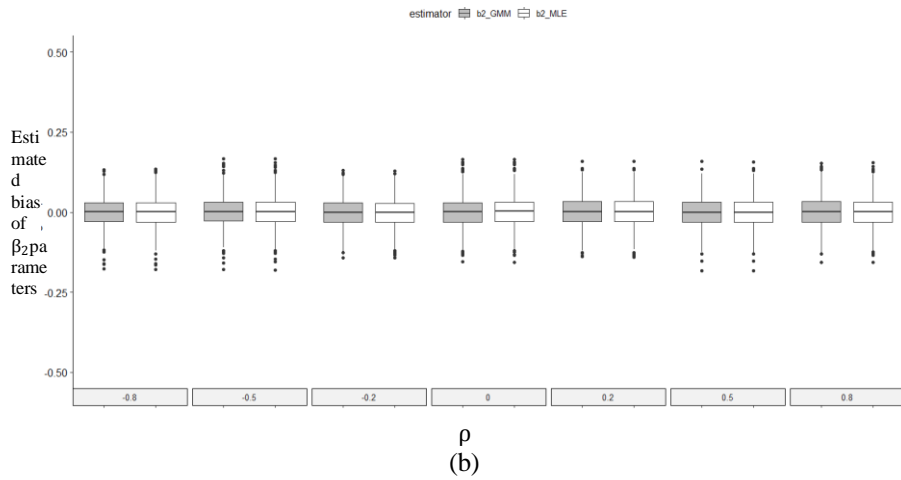 estimator b2_GMM b2_MLE
0.50
0.25
0.00
-0.25
-0.50
Esti
mate
d
bias
of
β₂pa
rame
ters
-0.8 -0.5 -0.2 0 0.2 0.5 0.8
ρ
(b)